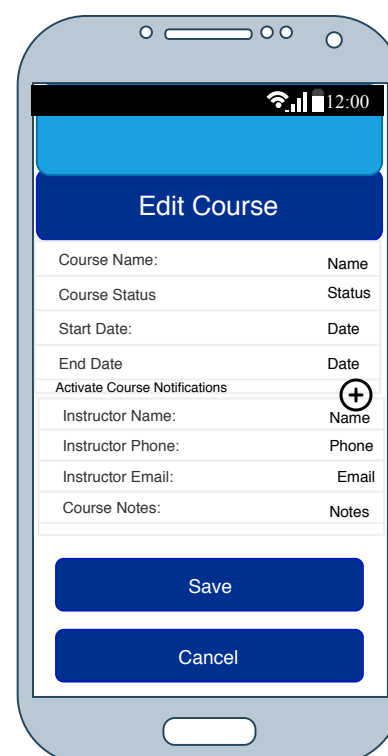 12:00
Edit Course
Course Name: Name
Course Status Status
Start Date: Date
End Date Date
Activate Course Notifications
Instructor Name: Name
Instructor Phone: Phone
Instructor Email: Email
Course Notes: Notes
Save
Cancel